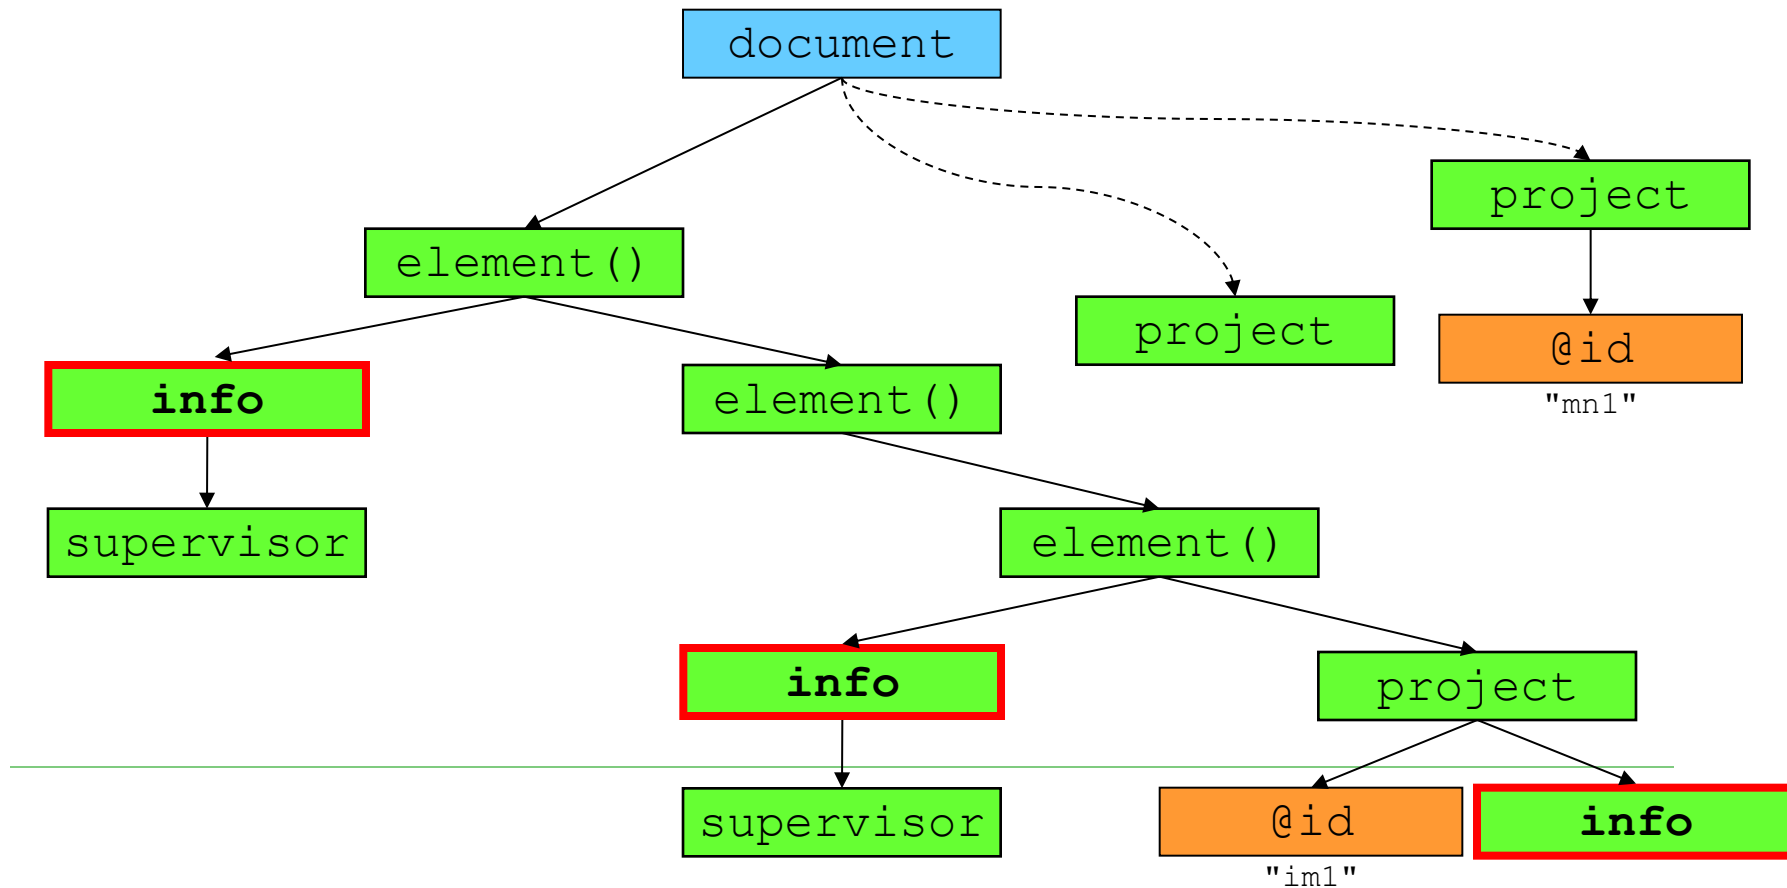 document
project
element()
project
@id
"mn1"
info
element()
supervisor
element()
info
project
supervisor
@id
"im1"
info